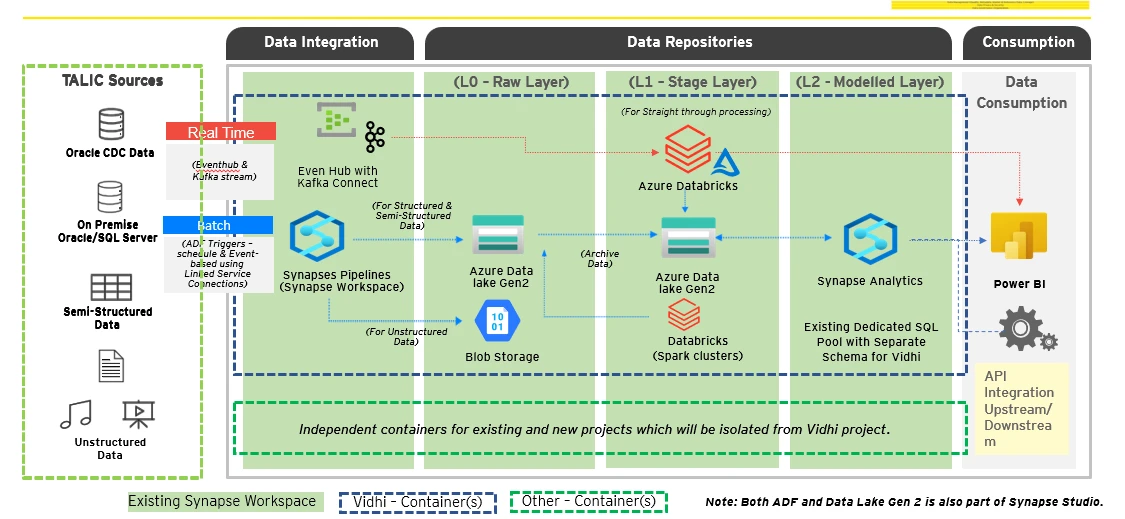 Data Integration
Data Repositories
Consumption
TALIC Sources
(L0 – Raw Layer)
(L1 – Stage Layer)
(L2 – Modelled Layer)
Data
Consumption
Oracle CDC Data
On Premise
Oracle/SQL Server
Semi-Structured
Data
Unstructured
Data
Real Time
(Eventhub &
Kafka stream)
Batch
(ADF Triggers –
schedule & Event-
based using
Linked Service
Connections)
Even Hub with
Kafka Connect
Synapses Pipelines
(Synapse Workspace)
(For Structured &
Semi-Structured
Data)
(For Unstructured
Data)
Azure Data
lake Gen2
10
01
Blob Storage
(Archive
Data)
(For Straight through processing)
Azure Databricks
Azure Data
lake Gen2
Databricks
(Spark clusters)
Synapse Analytics
Existing Dedicated SQL
Pool with Separate
Schema for Vidhi
Power BI
API
Integration
Upstream/
Downstrea
m
Independent containers for existing and new projects which will be isolated from Vidhi project.
Existing Synapse Workspace
Vidhi – Container(s)
Other – Container(s)
Note: Both ADF and Data Lake Gen 2 is also part of Synapse Studio.